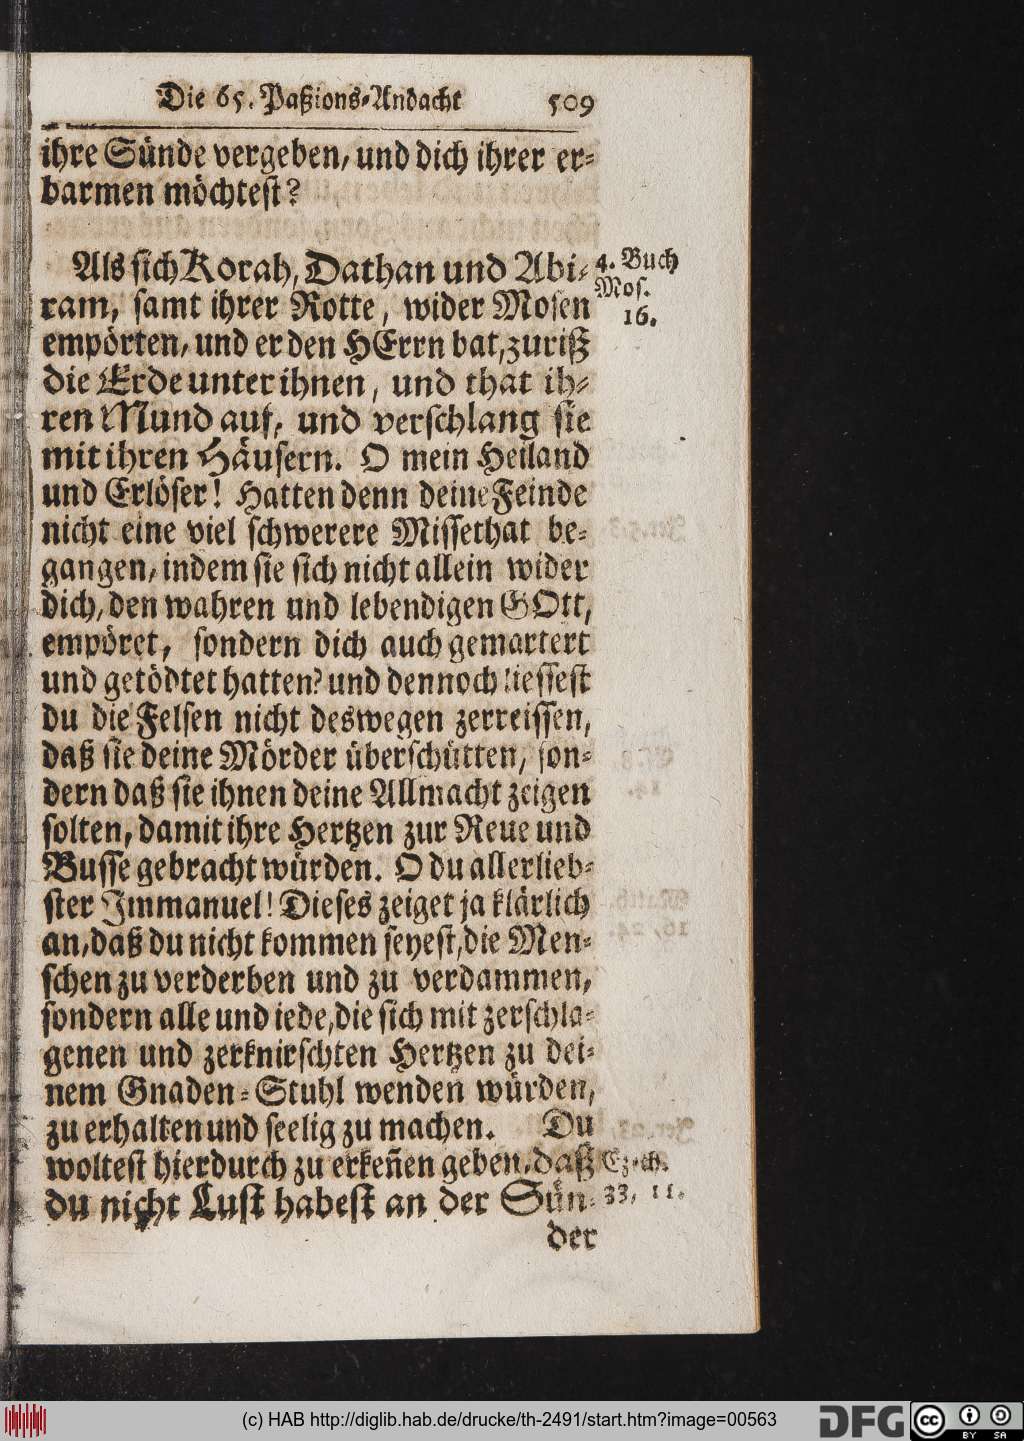 Die 65. Paßions-Andacht 509
ihre Sünde vergeben, und dich ihrer er-
barmen möchtest?
Als sich Korah, Dathan und Abi-
ram, samt ihrer Rotte, wider Mosen
empörten, und er den HErrn bat, zuriß
die Erde unter ihnen, und that ih-
ren Mund auf, und verschlang sie
mit ihren Häusern. O mein Heiland
und Erlöser! Hatten denn deine Feinde
nicht eine viel schwerere Missethat be-
gangen, indem sie sich nicht allein wider
dich, den wahren und lebendigen GOtt,
empöret, sondern dich auch gemartert
und getödtet hatten? und dennoch liessest
du die Felsen nicht deswegen zerreissen,
daß sie deine Mörder überschütten, son-
dern daß sie ihnen deine Allmacht zeigen
solten, damit ihre Hertzen zur Reue und
Busse gebracht würden. O du allerlieb-
ster Immanuel! Dieses zeiget ja klärlich
an, daß du nicht kommen seyest, die Men-
schen zu verderben und zu verdammen,
sondern alle und iede, die sich mit zerschla-
genen und zerknirschten Hertzen zu dei-
nem Gnaden-Stuhl wenden würden,
zu erhalten und seelig zu machen. Du
woltest hierdurch zu erkeñen geben, daß
du nicht Lust habest an der Sün-
der
4. Buch
Mos.
16.
Ezech.
33, 11.
(c) HAB http://diglib.hab.de/drucke/th-2491/start.htm?image=00563
DFG
cc BY SA